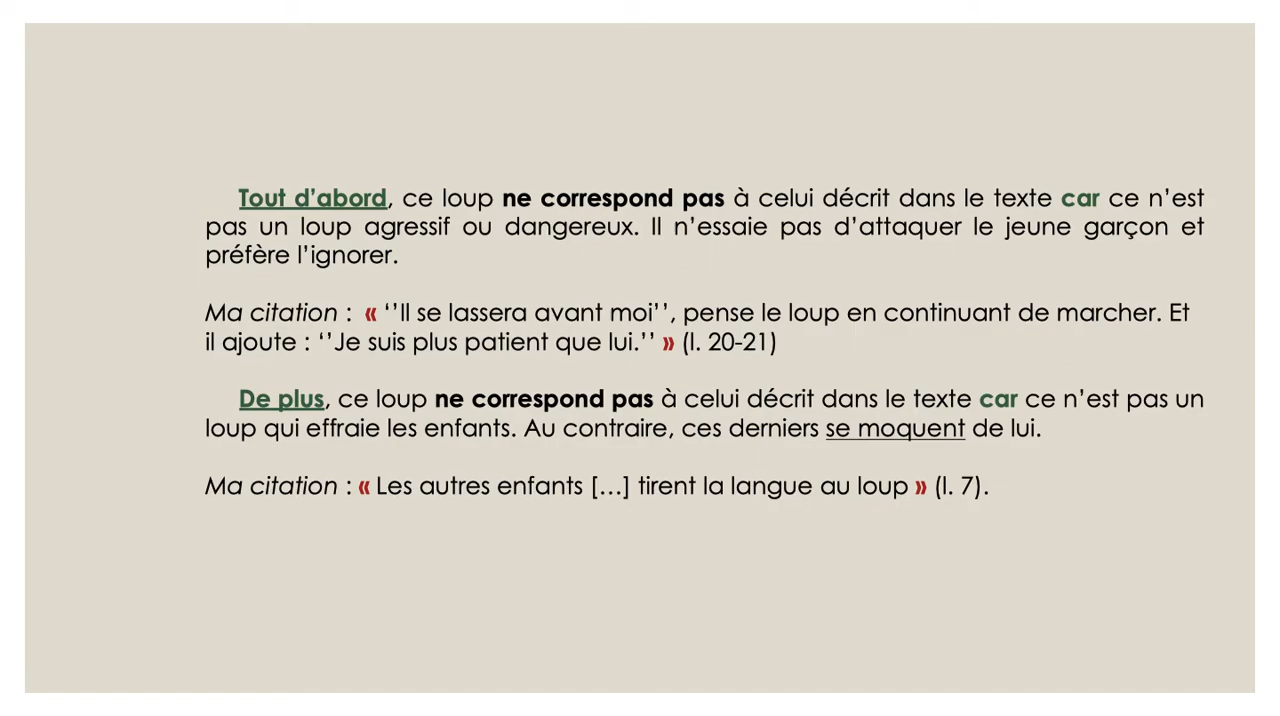 Tout d’abord, ce loup ne correspond pas à celui décrit dans le texte car ce n’est
pas un loup agressif ou dangereux. Il n’essaie pas d’attaquer le jeune garçon et
préfère l’ignorer.
Ma citation : « ‘’Il se lassera avant moi’’, pense le loup en continuant de marcher. Et
il ajoute : ‘’Je suis plus patient que lui.’’ » (l. 20-21)
De plus, ce loup ne correspond pas à celui décrit dans le texte car ce n’est pas un
loup qui effraie les enfants. Au contraire, ces derniers se moquent de lui.
Ma citation : « Les autres enfants […] tirent la langue au loup » (l. 7).